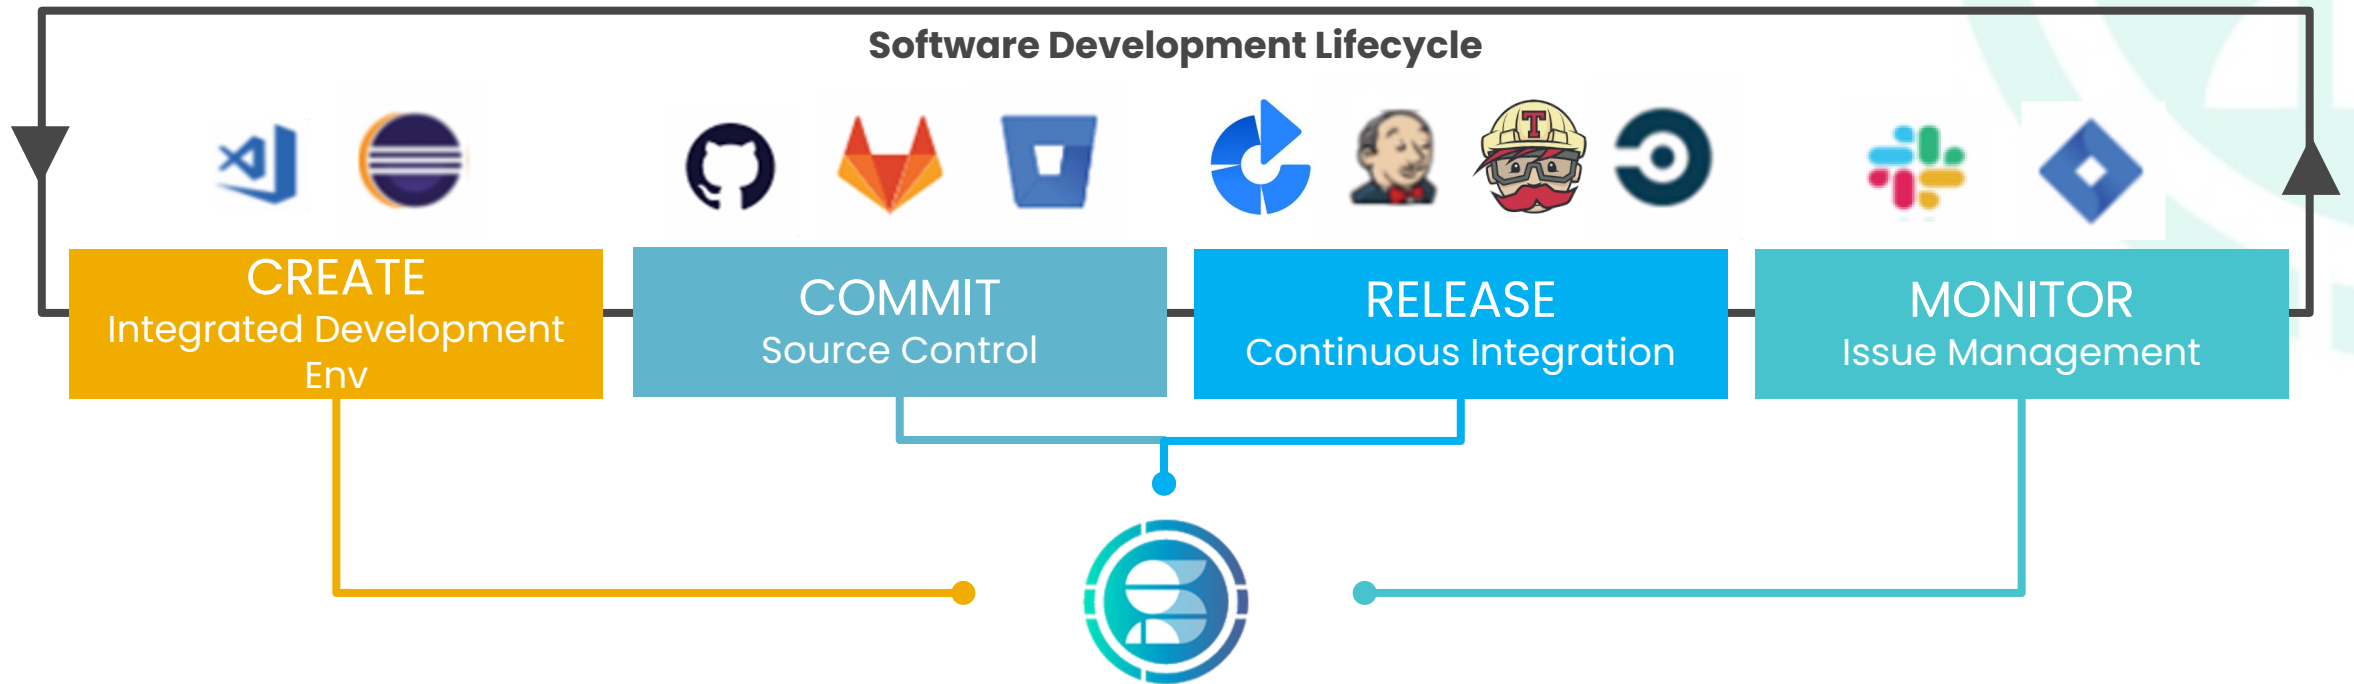 Software Development Lifecycle
T
CREATE
Integrated Development
Env
COMMIT
Source Control
RELEASE
Continuous Integration
MONITOR
Issue Management